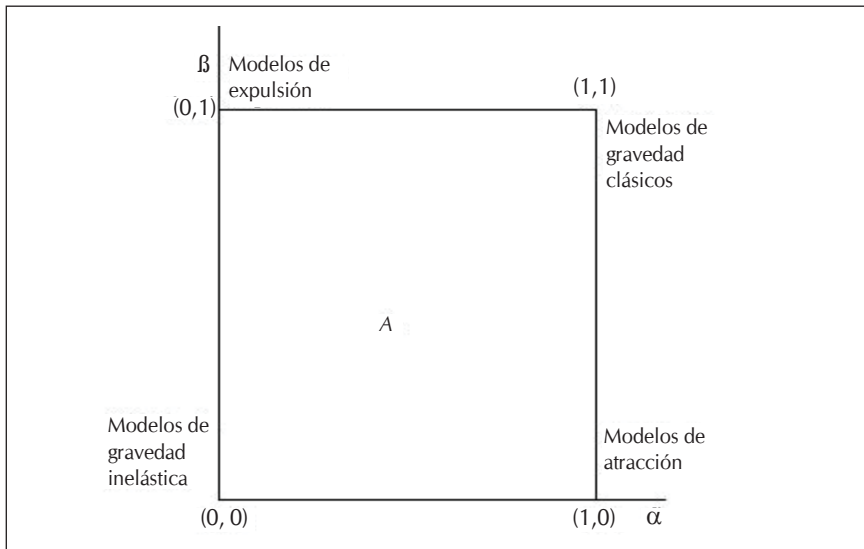 ß
Modelos de
expulsión
(0,1)
(1,1)
Modelos de
gravedad
clásicos
A
Modelos de
gravedad
inelástica
Modelos de
atracción
(0, 0)
(1,0)
α